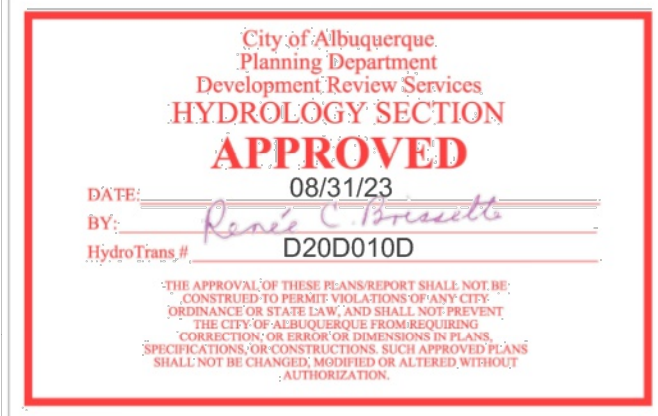 City of Albuquerque
Planning Department
Development Review Services
HYDROLOGY SECTION
APPROVED
DATE: 08/31/23
BY: Renée C. Brissette
HydroTrans # D20D010D
THE APPROVAL OF THESE PLANS/REPORT SHALL NOT BE
CONSTRUED TO PERMIT VIOLATIONS OF ANY CITY
ORDINANCE OR STATE LAW, AND SHALL NOT PREVENT
THE CITY OF ALBUQUERQUE FROM REQUIRING
CORRECTION, OR ERROR OR DIMENSIONS IN PLANS,
SPECIFICATIONS, OR CONSTRUCTIONS. SUCH APPROVED PLANS
SHALL NOT BE CHANGED, MODIFIED OR ALTERED WITHOUT
AUTHORIZATION.